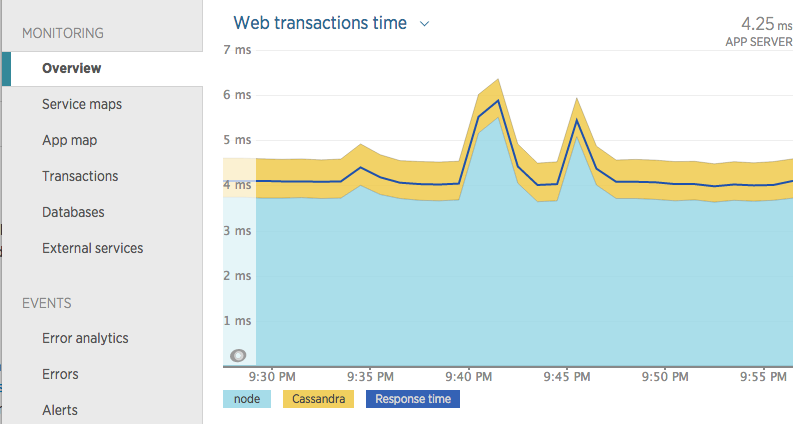 MONITORING
Overview
Service maps
App map
Transactions
Databases
External services
EVENTS
Error analytics
Errors
Alerts
Web transactions time
4.25 ms
APP SERVER
7 ms
6 ms
5 ms
4 ms
3 ms
2 ms
1 ms
9:30 PM 9:35 PM 9:40 PM 9:45 PM 9:50 PM 9:55 PM
node Cassandra Response time